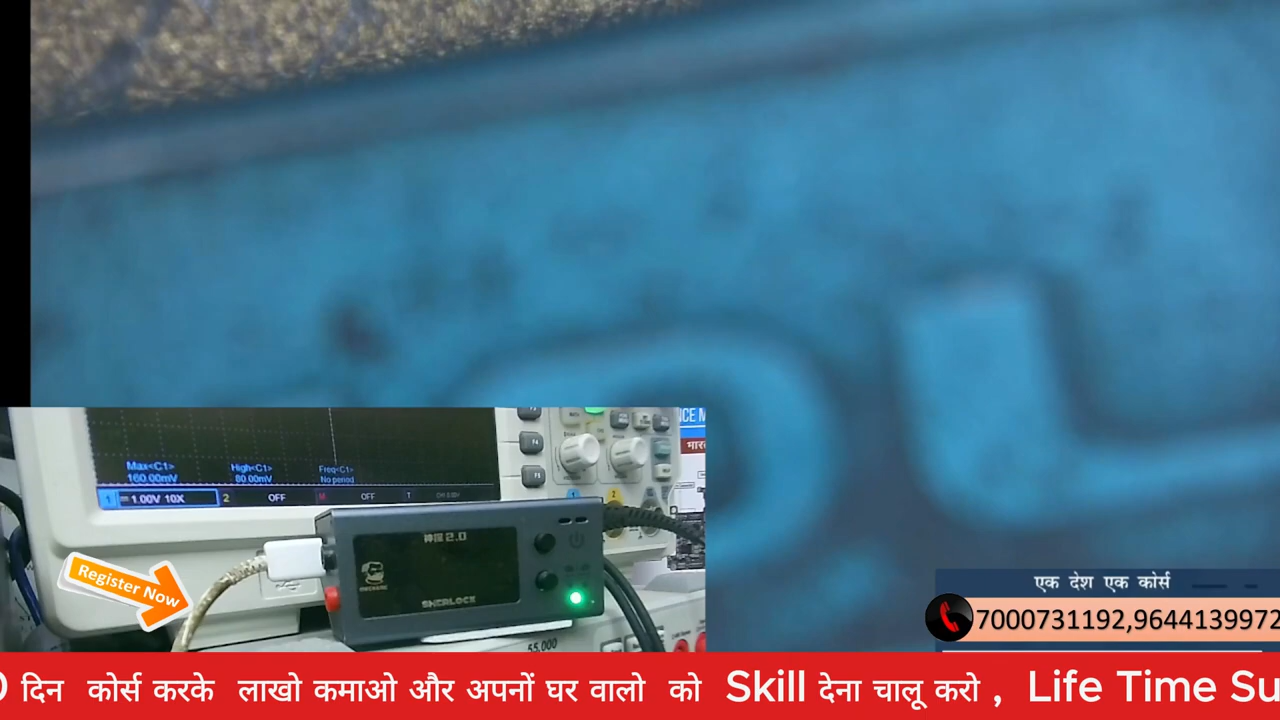 Max<C1>
160.00mV
High<C1>
80.00mV
Freq<C1>
No period
1
1.00V 10X
2
OFF
M
OFF
T
F4
神探 2.0
SHERLOCK
55,000
Register Now
एक देश एक कोर्स
7000731192,9644139972
दिन कोर्स करके लाखो कमाओ और अपनों घर वालो को Skill देना चालू करो , Life Time Su